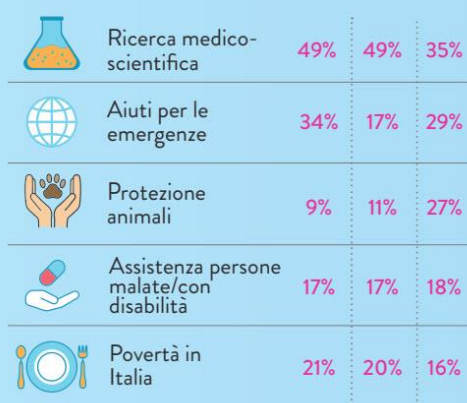 Ricerca medico-
scientifica
49% 49% 35%
Aiuti per le
emergenze
34% 17% 29%
Protezione
animali
9% 11% 27%
Assistenza persone
malate/con
disabilità
17% 17% 18%
Povertà in
Italia
21% 20% 16%